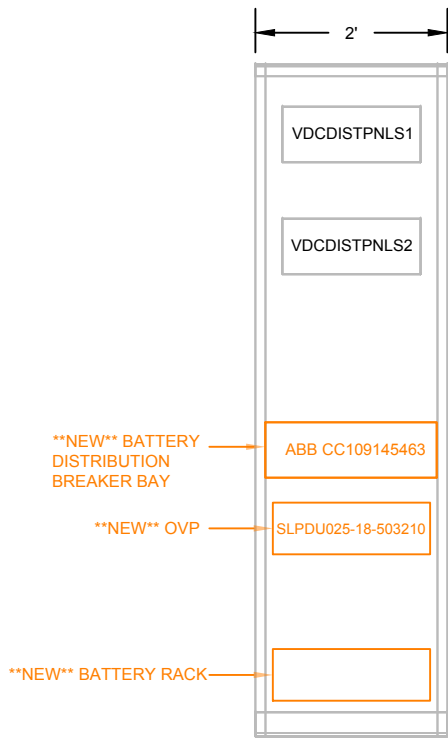 2'
VDCDISTPNLS1
VDCDISTPNLS2
**NEW** BATTERY
DISTRIBUTION
BREAKER BAY
ABB CC109145463
**NEW** OVP
SLPDU025-18-503210
**NEW** BATTERY RACK